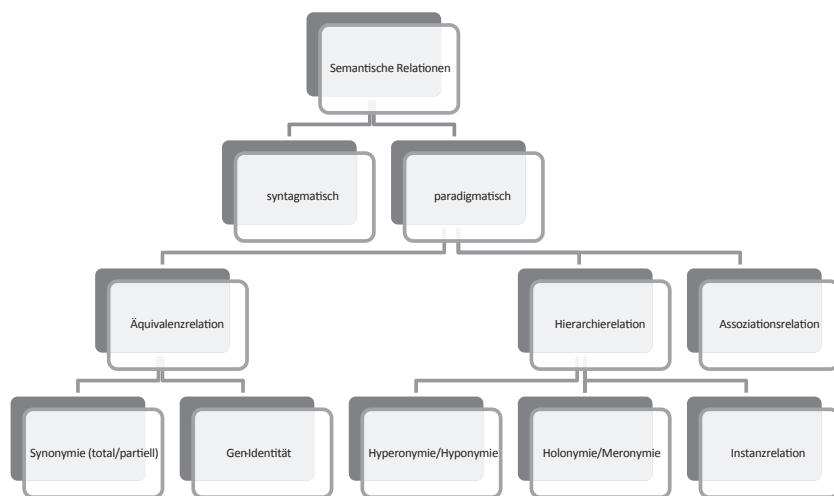 Semantische Relationen
syntagmatisch
paradigmatisch
Äquivalenzrelation
Hierarchierelation
Assoziationsrelation
Synonymie (total/partiell)
Gen-Identität
Hyperonymie/Hyponymie
Holonymie/Meronymie
Instanzrelation